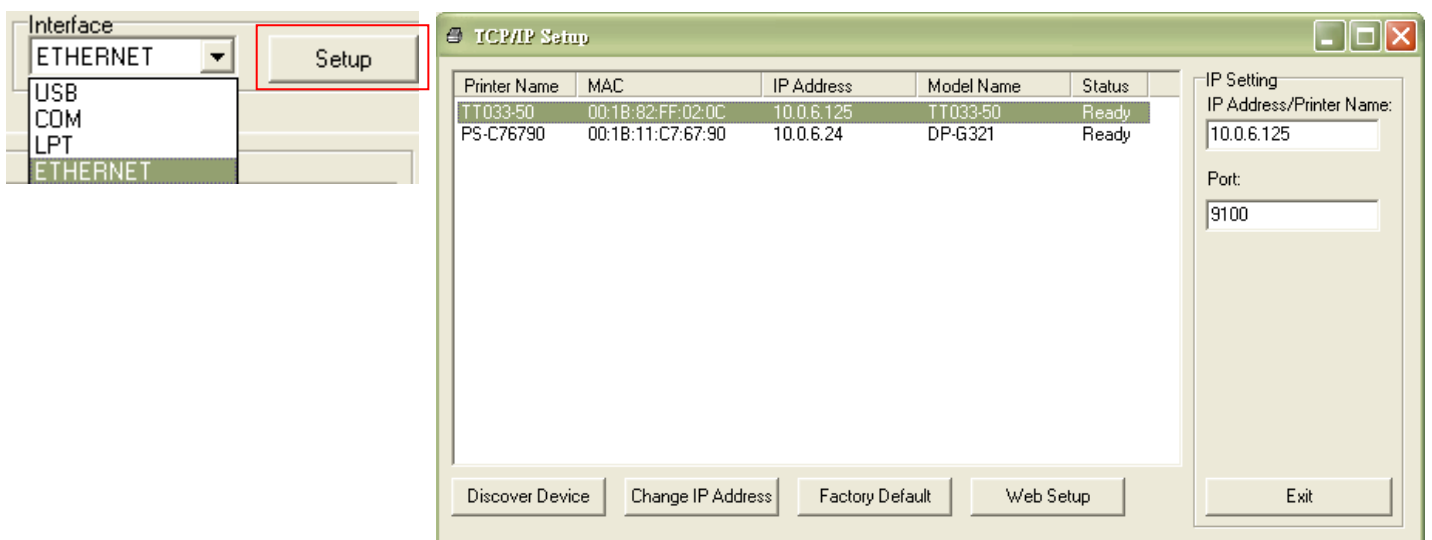 Interface
ETHERNET
Setup
USB
COM
LPT
ETHERNET
TCP/IP Setup
Printer Name MAC IP Address Model Name Status
TT033-50 00:1B:82:FF:02:0C 10.0.6.125 TT033-50 Ready
PS-C76790 00:1B:11:C7:67:90 10.0.6.24 DP-G321 Ready
IP Setting
IP Address/Printer Name:
10.0.6.125
Port:
9100
Discover Device Change IP Address Factory Default Web Setup Exit